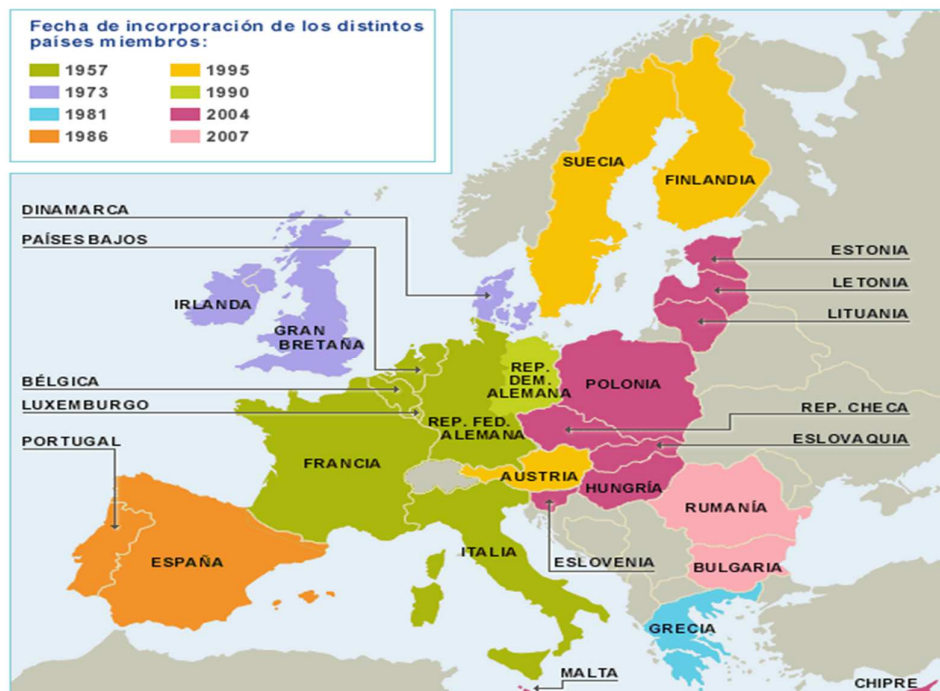 Fecha de incorporación de los distintos
países miembros:
1957
1995
1973
1990
1981
2004
1986
2007
SUECIA
FINLANDIA
DINAMARCA
PAÍSES BAJOS
ESTONIA
LETONIA
LITUANIA
IRLANDA
GRAN
BRETAÑA
BÉLGICA
LUXEMBURGO
PORTUGAL
REP.
DEM.
ALEMANA
POLONIA
REP. CHECA
REP. FED.
ALEMANA
ESLOVAQUIA
FRANCIA
AUSTRIA
HUNGRÍA
RUMANÍA
ESPAÑA
ITALIA
ESLOVENIA
BULGARIA
GRECIA
MALTA
CHIPRE